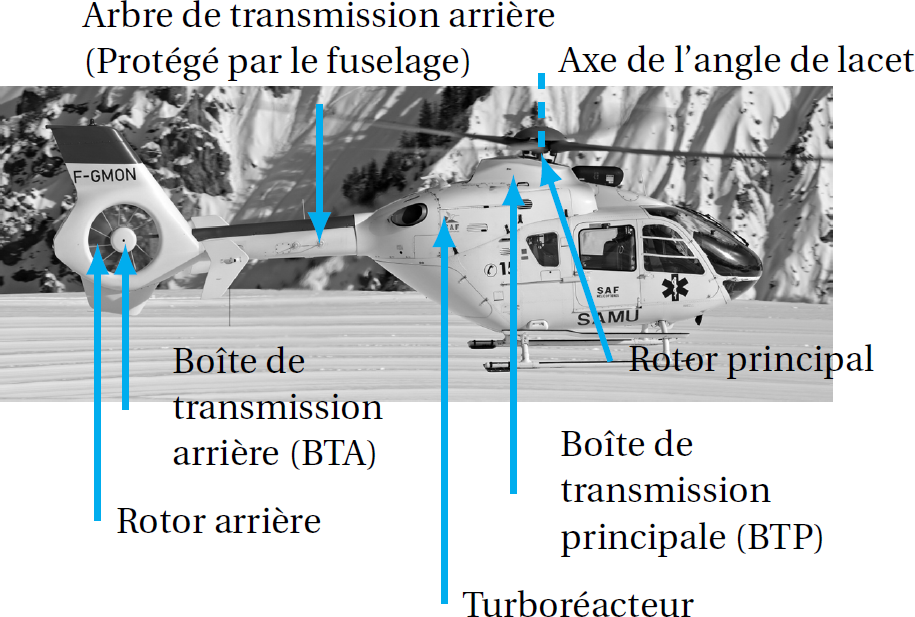 Arbre de transmission arrière
(Protégé par le fuselage)
Axe de l'angle de lacet
F-GMON
SAF
15
SAF
SAMU
Rotor principal
Boîte de
transmission
arrière (BTA)
Boîte de
transmission
principale (BTP)
Rotor arrière
Turboréacteur